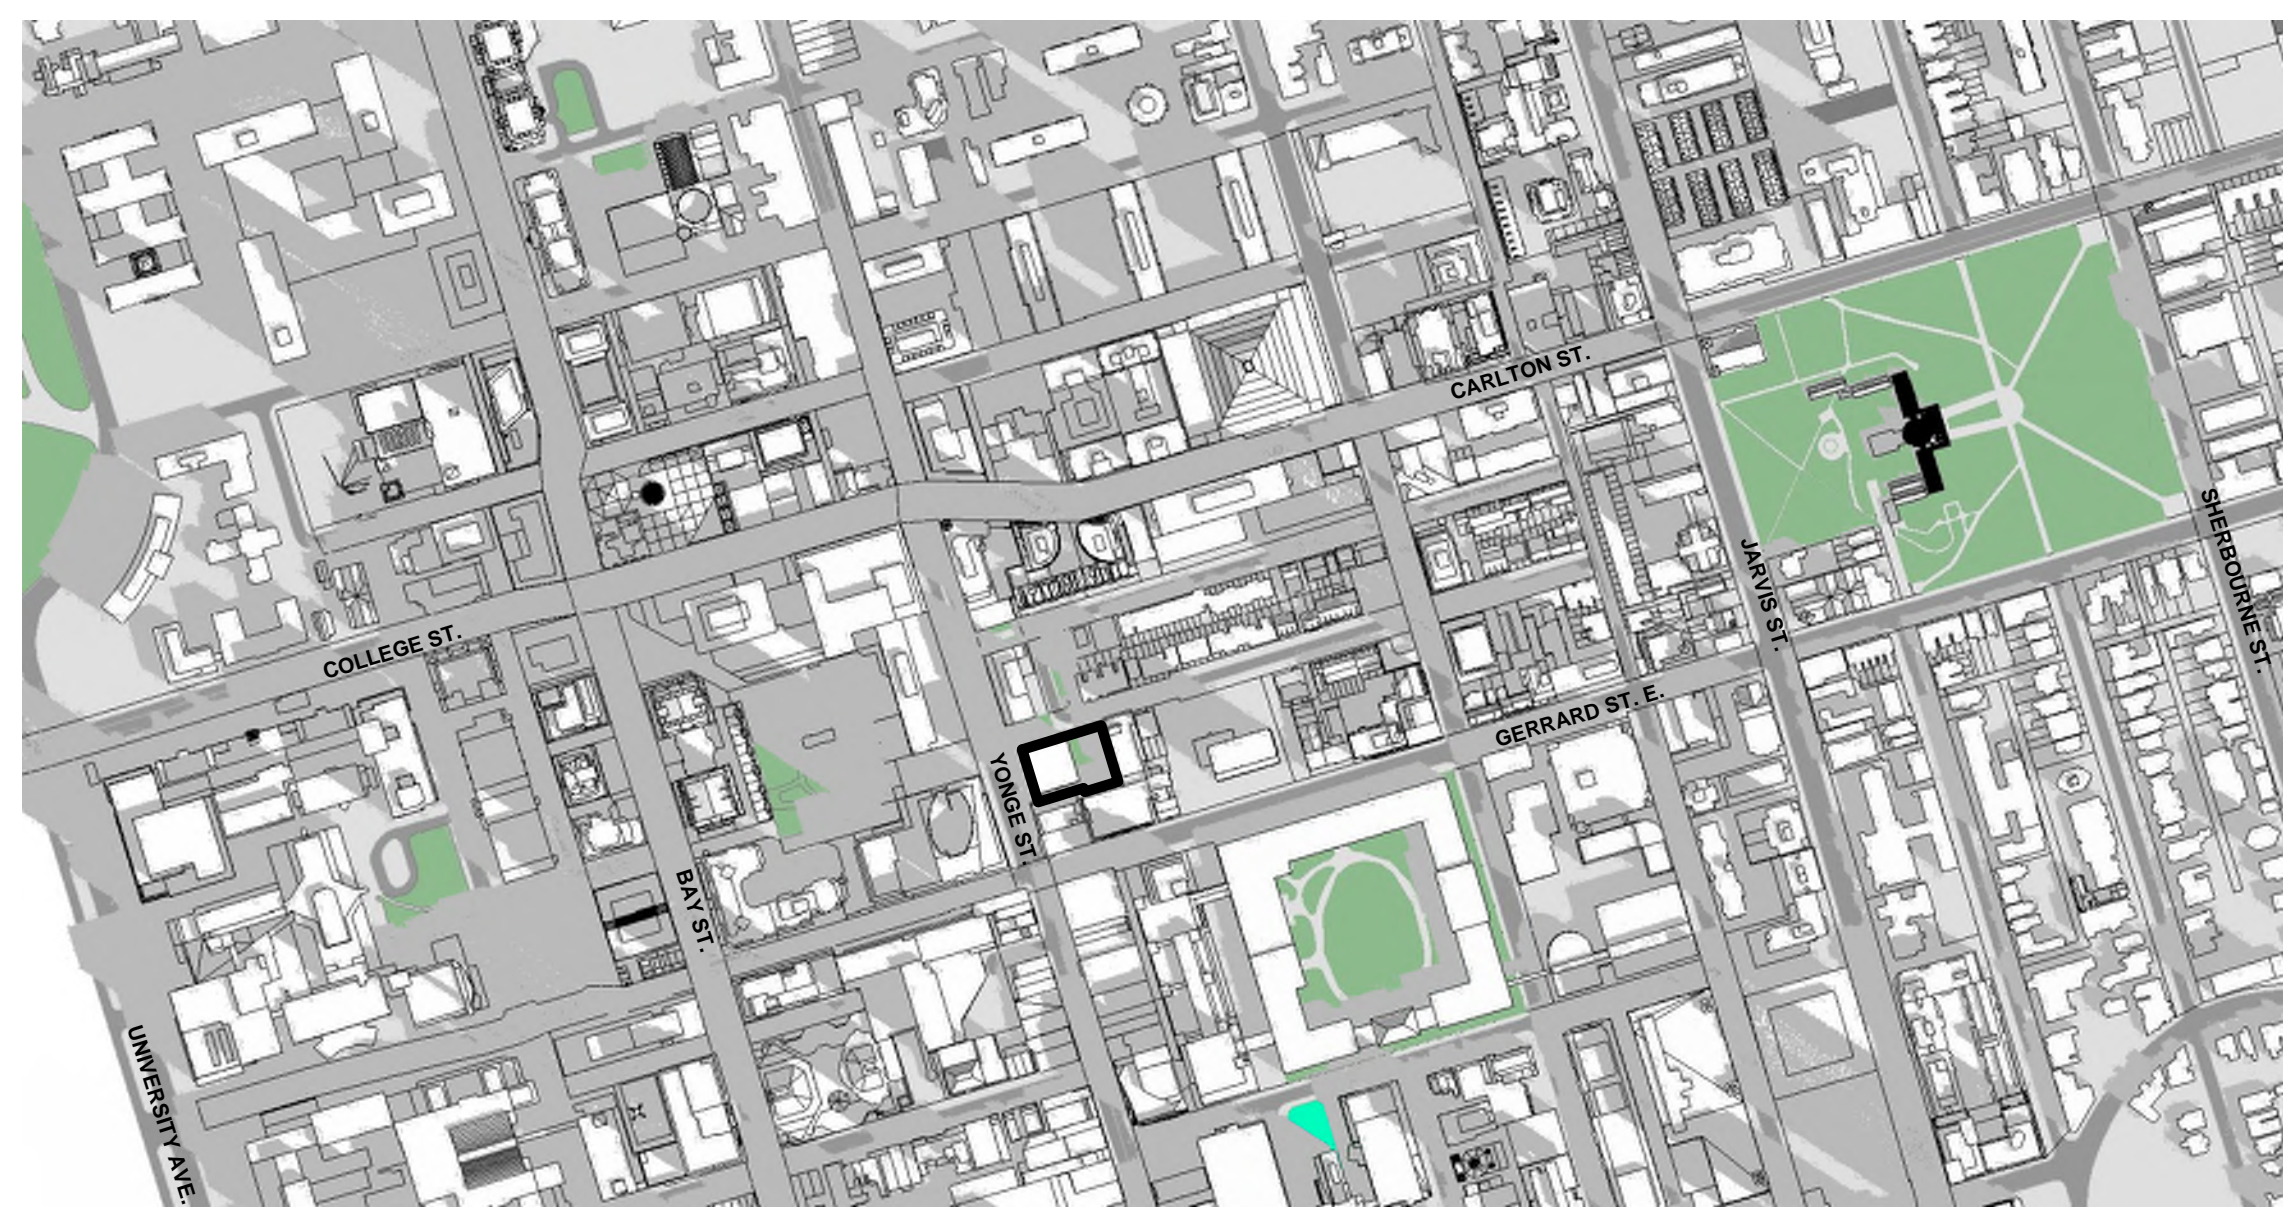 CARLTON ST.
SHERBOURNE ST.
JARVIS ST.
COLLEGE ST.
GERRARD ST. E.
YONGE ST.
BAY ST.
UNIVERSITY AVE.